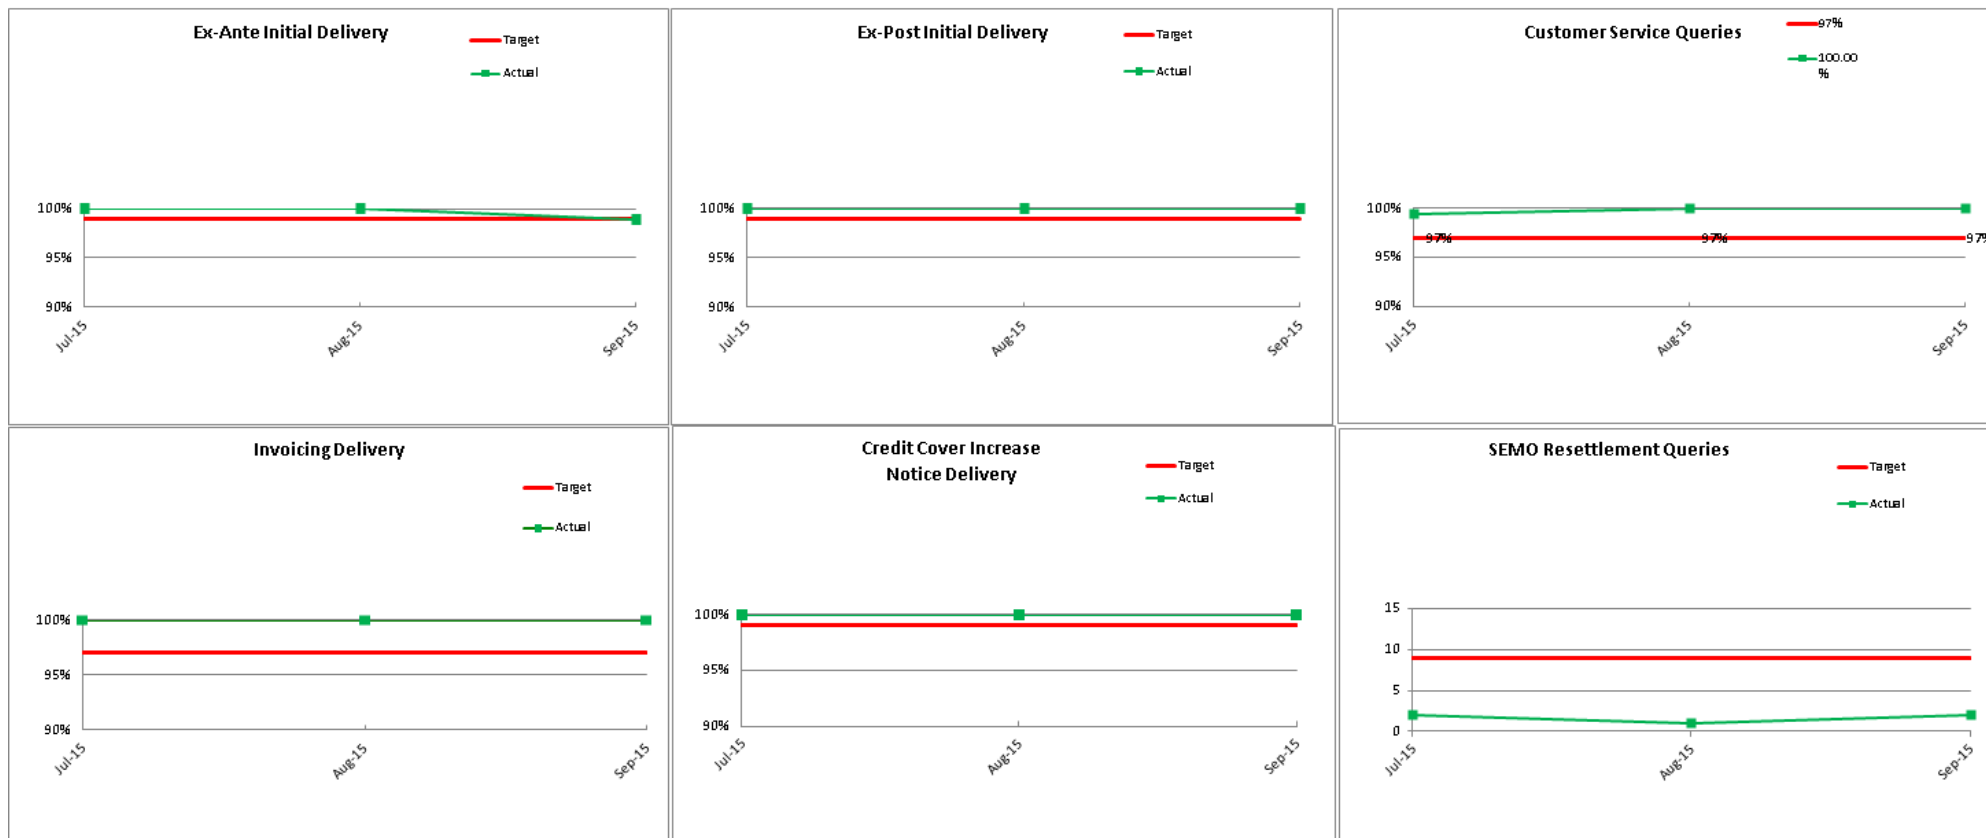 Ex-Ante Initial Delivery
Target
Actual
100%
95%
90%
Jul-15
Aug-15
Sep-15
Ex-Post Initial Delivery
Target
Actual
100%
95%
90%
Jul-15
Aug-15
Sep-15
Customer Service Queries
97%
100.00
%
100%
97%
97%
97%
95%
90%
Jul-15
Aug-15
Sep-15
Invoicing Delivery
Target
Actual
100%
95%
90%
Jul-15
Aug-15
Sep-15
Credit Cover Increase
Notice Delivery
Target
Actual
100%
95%
90%
Jul-15
Aug-15
Sep-15
SEMO Resettlement Queries
Target
Actual
15
10
5
0
Jul-15
Aug-15
Sep-15